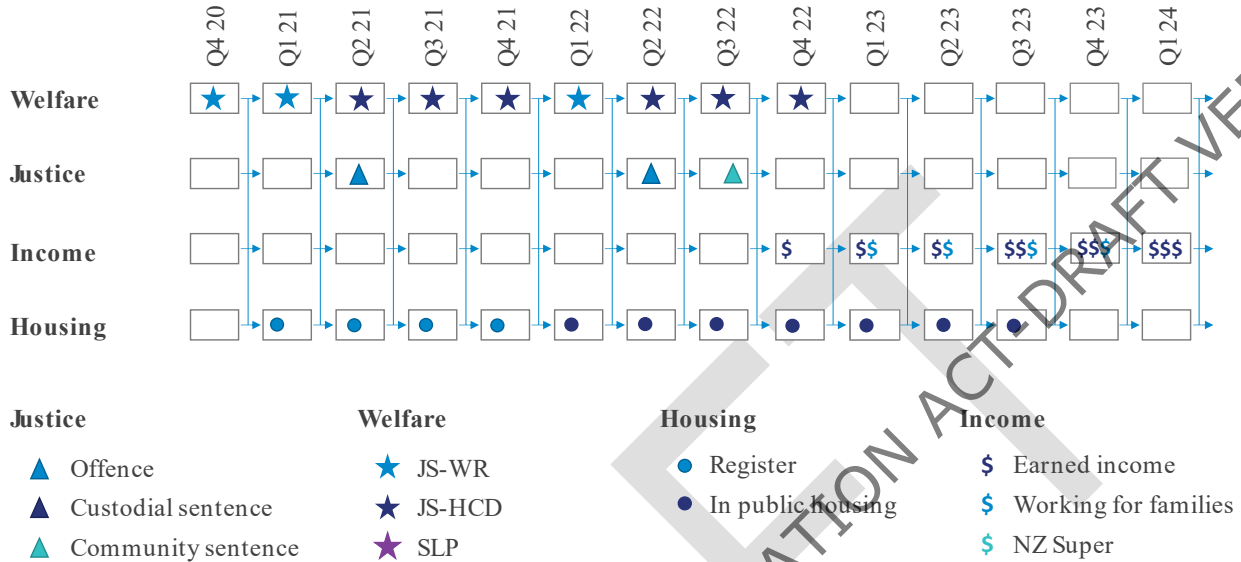 Q4 20 Q1 21 Q2 21 Q3 21 Q4 21 Q1 22 Q2 22 Q3 22 Q4 22 Q1 23 Q2 23 Q3 23 Q4 23 Q1 24
Welfare
Justice
Income
$ $$ $$ $$$ $$$ $$$
Housing
Justice Welfare Housing Income
Offence JS-WR Register $ Earned income
Custodial sentence JS-HCD In public housing $ Working for families
Community sentence SLP $ NZ Super
ACT- DRAFT